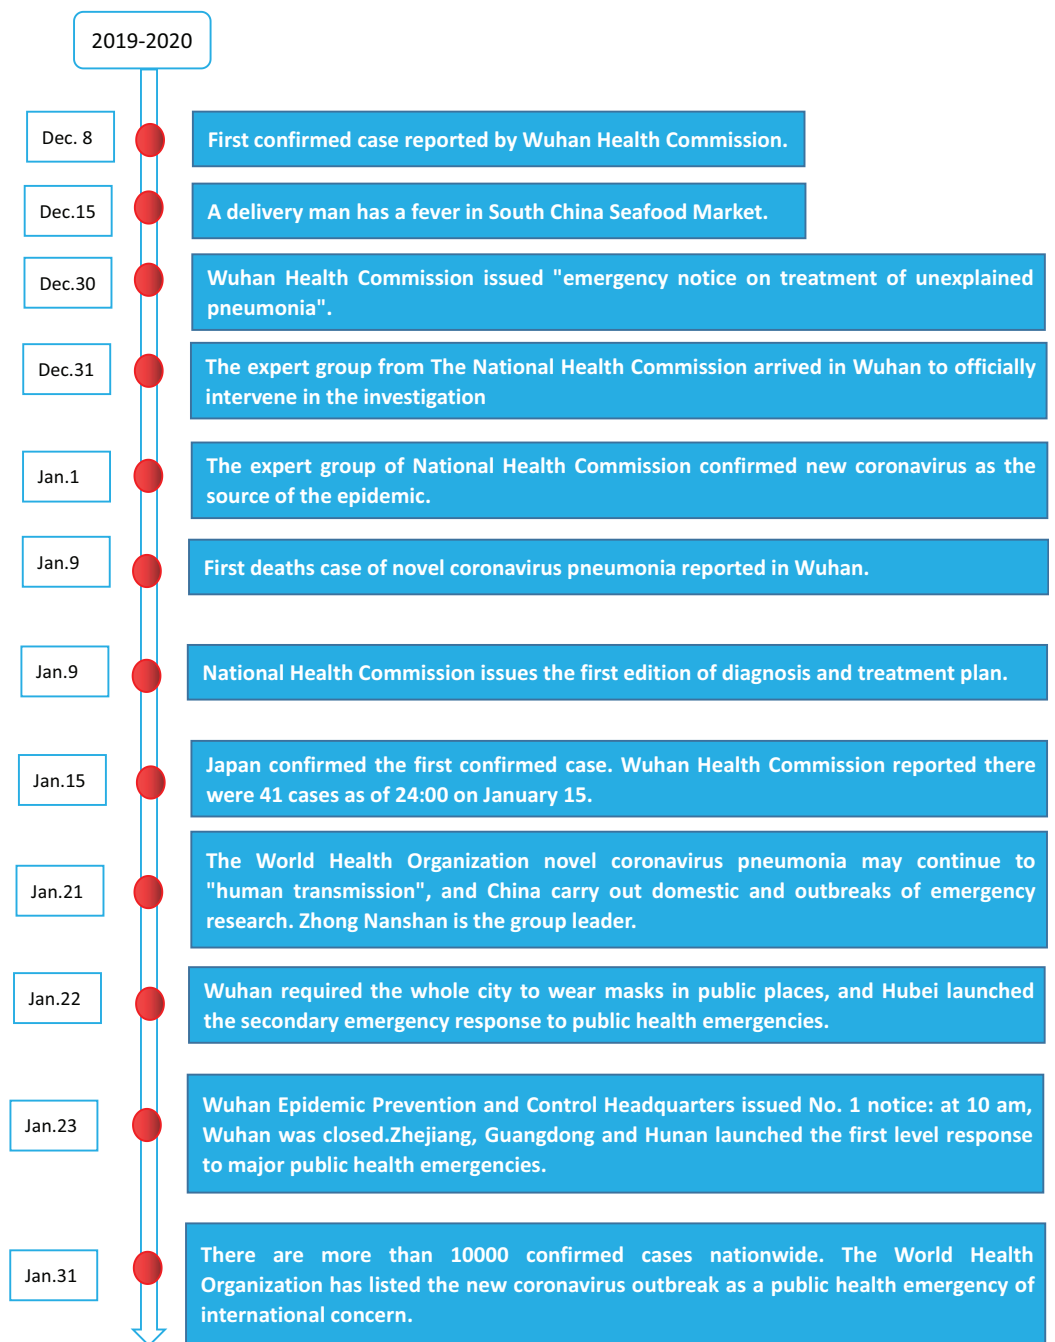 2019-2020
Dec. 8
First confirmed case reported by Wuhan Health Commission.
Dec.15
A delivery man has a fever in South China Seafood Market.
Dec.30
Wuhan Health Commission issued "emergency notice on treatment of unexplained
pneumonia".
Dec.31
The expert group from The National Health Commission arrived in Wuhan to officially
intervene in the investigation
Jan.1
The expert group of National Health Commission confirmed new coronavirus as the
source of the epidemic.
Jan.9
First deaths case of novel coronavirus pneumonia reported in Wuhan.
Jan.9
National Health Commission issues the first edition of diagnosis and treatment plan.
Jan.15
Japan confirmed the first confirmed case. Wuhan Health Commission reported there
were 41 cases as of 24:00 on January 15.
Jan.21
The World Health Organization novel coronavirus pneumonia may continue to
"human transmission", and China carry out domestic and outbreaks of emergency
research. Zhong Nanshan is the group leader.
Jan.22
Wuhan required the whole city to wear masks in public places, and Hubei launched
the secondary emergency response to public health emergencies.
Jan.23
Wuhan Epidemic Prevention and Control Headquarters issued No. 1 notice: at 10 am,
Wuhan was closed.Zhejiang, Guangdong and Hunan launched the first level response
to major public health emergencies.
Jan.31
There are more than 10000 confirmed cases nationwide. The World Health
Organization has listed the new coronavirus outbreak as a public health emergency of
international concern.